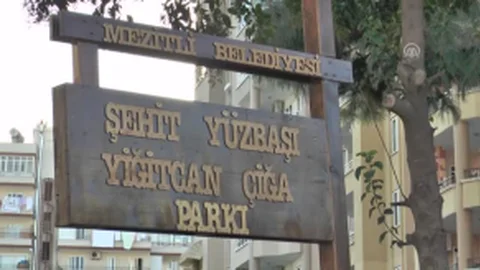 MEZİTLİ BELEDİYESİ
ŞEHİT YÜZBAŞI
YİĞİTCAN ÇİĞA
PARKI